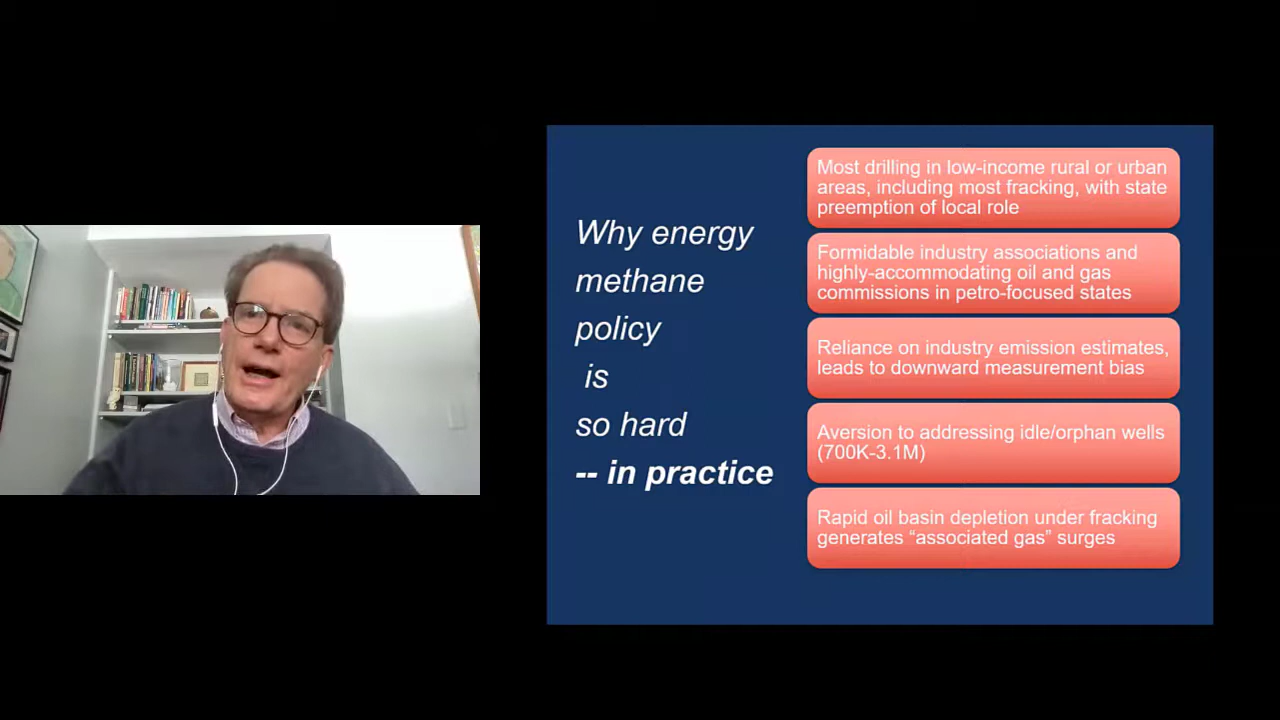 Why energy
methane
policy
is
so hard
-- in practice
Most drilling in low-income rural or urban
areas, including most fracking, with state
preemption of local role
Formidable industry associations and
highly-accommodating oil and gas
commissions in petro-focused states
Reliance on industry emission estimates,
leads to downward measurement bias
Aversion to addressing idle/orphan wells
(700K-3.1M)
Rapid oil basin depletion under fracking
generates “associated gas” surges